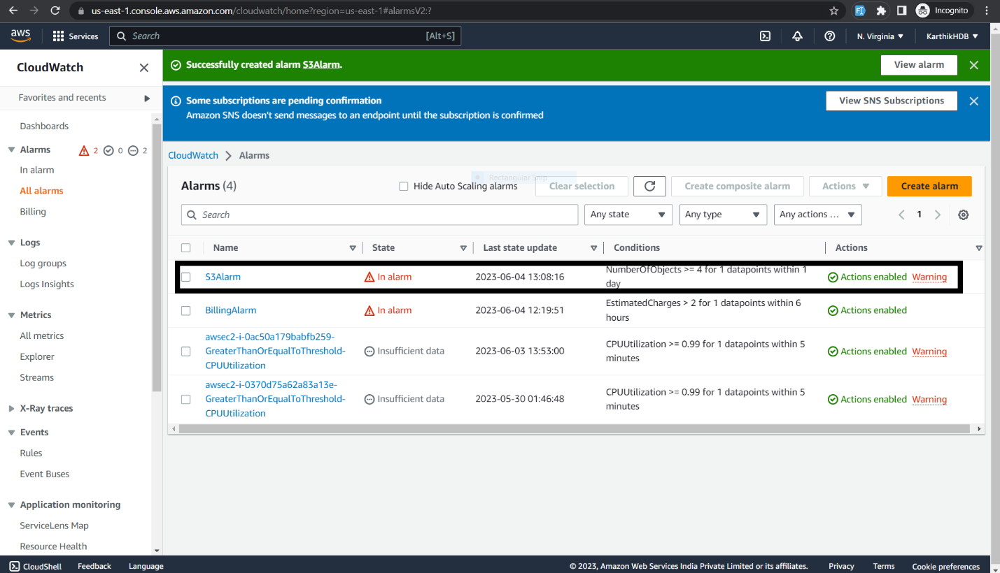 us-east-1.console.aws.amazon.com/cloudwatch/home?region=us-east-1#alarmsV2:?
Incognito
aws
Services
Search
[Alt+S]
N. Virginia
KarthikHDB
CloudWatch
Favorites and recents
Dashboards
Alarms 2 0 2
In alarm
All alarms
Billing
Logs
Log groups
Logs Insights
Metrics
All metrics
Explorer
Streams
X-Ray traces
Events
Rules
Event Buses
Application monitoring
ServiceLens Map
Resource Health
Successfully created alarm S3Alarm.
View alarm
Some subscriptions are pending confirmation
Amazon SNS doesn't send messages to an endpoint until the subscription is confirmed
View SNS Subscriptions
CloudWatch > Alarms
Rectangular Snip
Alarms (4)
Hide Auto Scaling alarms
Clear selection
Create composite alarm
Actions
Create alarm
Search
Any state
Any type
Any actions ...
1
Name State Last state update Conditions Actions
S3Alarm In alarm 2023-06-04 13:08:16 NumberOfObjects >= 4 for 1 datapoints within 1
day
Actions enabled Warning
BillingAlarm In alarm 2023-06-04 12:19:51 EstimatedCharges > 2 for 1 datapoints within 6
hours
Actions enabled
awsec2-i-0ac50a179babfb259-
GreaterThanOrEqualToThreshold-
CPUUtilization
Insufficient data 2023-06-03 13:53:00 CPUUtilization >= 0.99 for 1 datapoints within 5
minutes
Actions enabled Warning
awsec2-i-0370d75a62a83a13e-
GreaterThanOrEqualToThreshold-
CPUUtilization
Insufficient data 2023-05-30 01:46:48 CPUUtilization >= 0.99 for 1 datapoints within 5
minutes
Actions enabled Warning
CloudShell Feedback Language © 2023, Amazon Web Services India Private Limited or its affiliates. Privacy Terms Cookie preferences